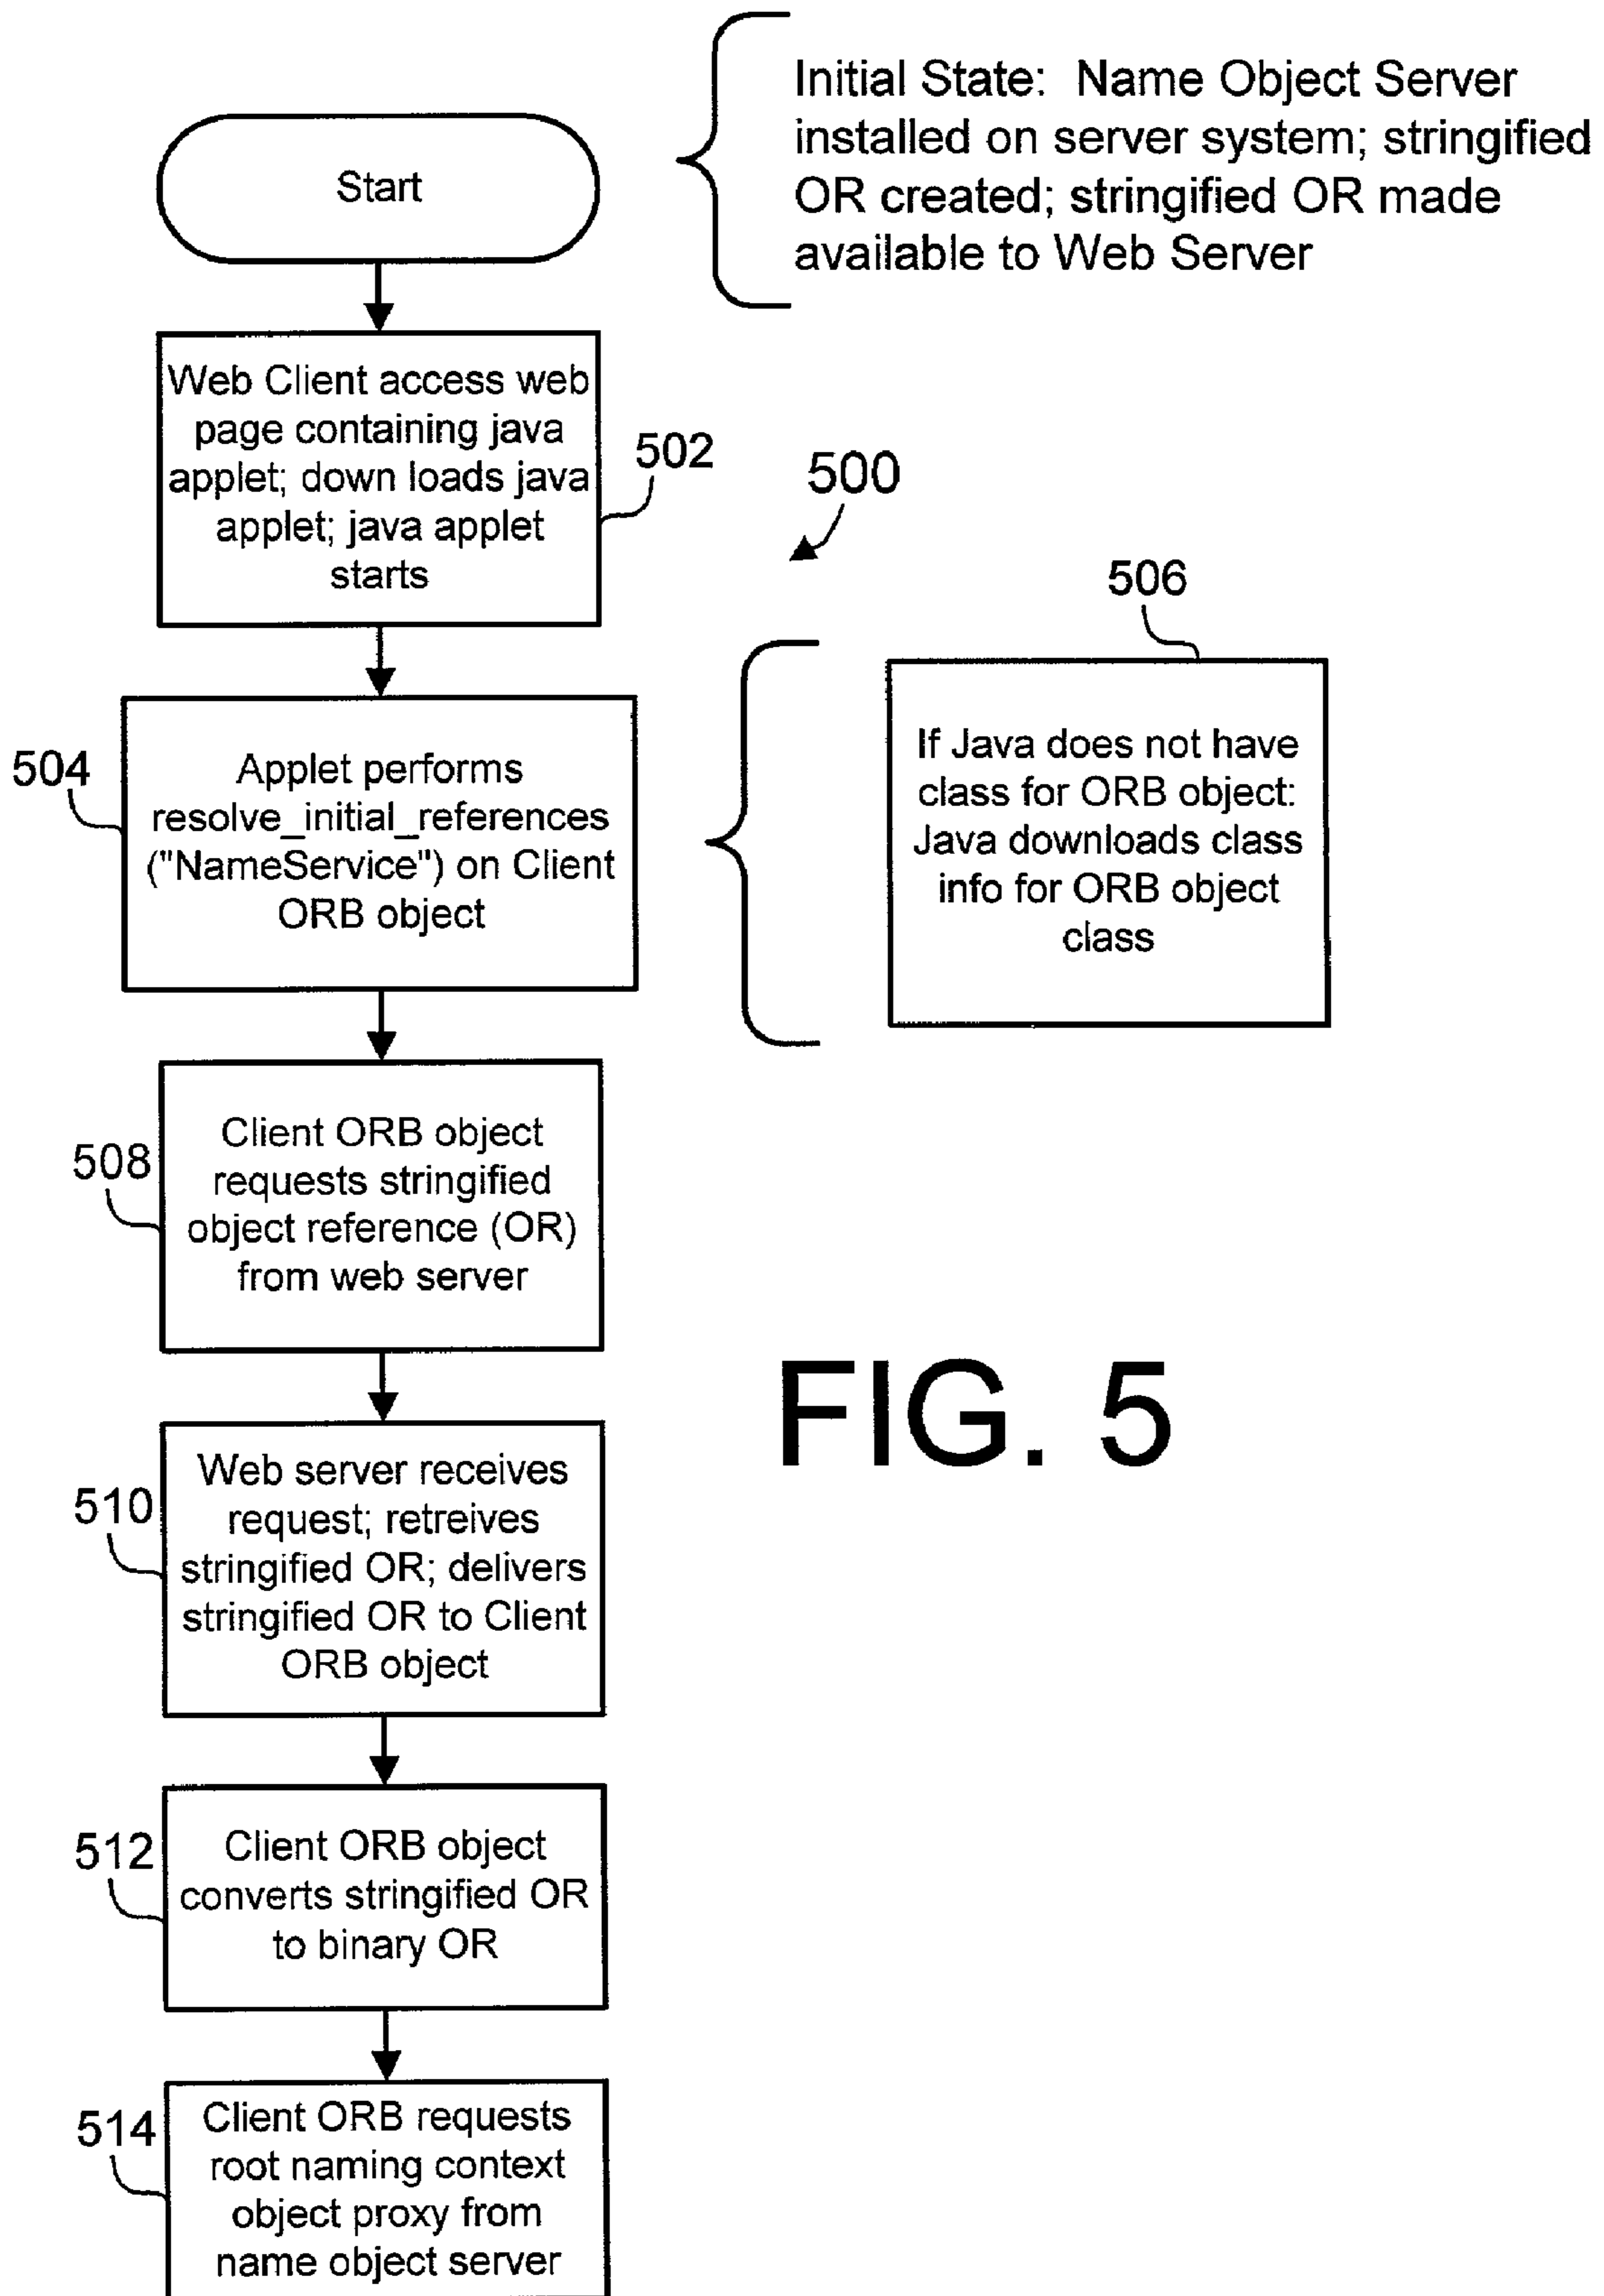 Initial State: Name Object Server
installed on server system; stringified
OR created; stringified OR made
available to Web Server
Start
Web Client access web
page containing java
applet; down loads java
applet; java applet
starts
502
500
506
504
Applet performs
resolve_initial_references
("NameService") on Client
ORB object
If Java does not have
class for ORB object:
Java downloads class
info for ORB object
class
508
Client ORB object
requests stringified
object reference (OR)
from web server
FIG. 5
510
Web server receives
request; retreives
stringified OR; delivers
stringified OR to Client
ORB object
512
Client ORB object
converts stringified OR
to binary OR
514
Client ORB requests
root naming context
object proxy from
name object server